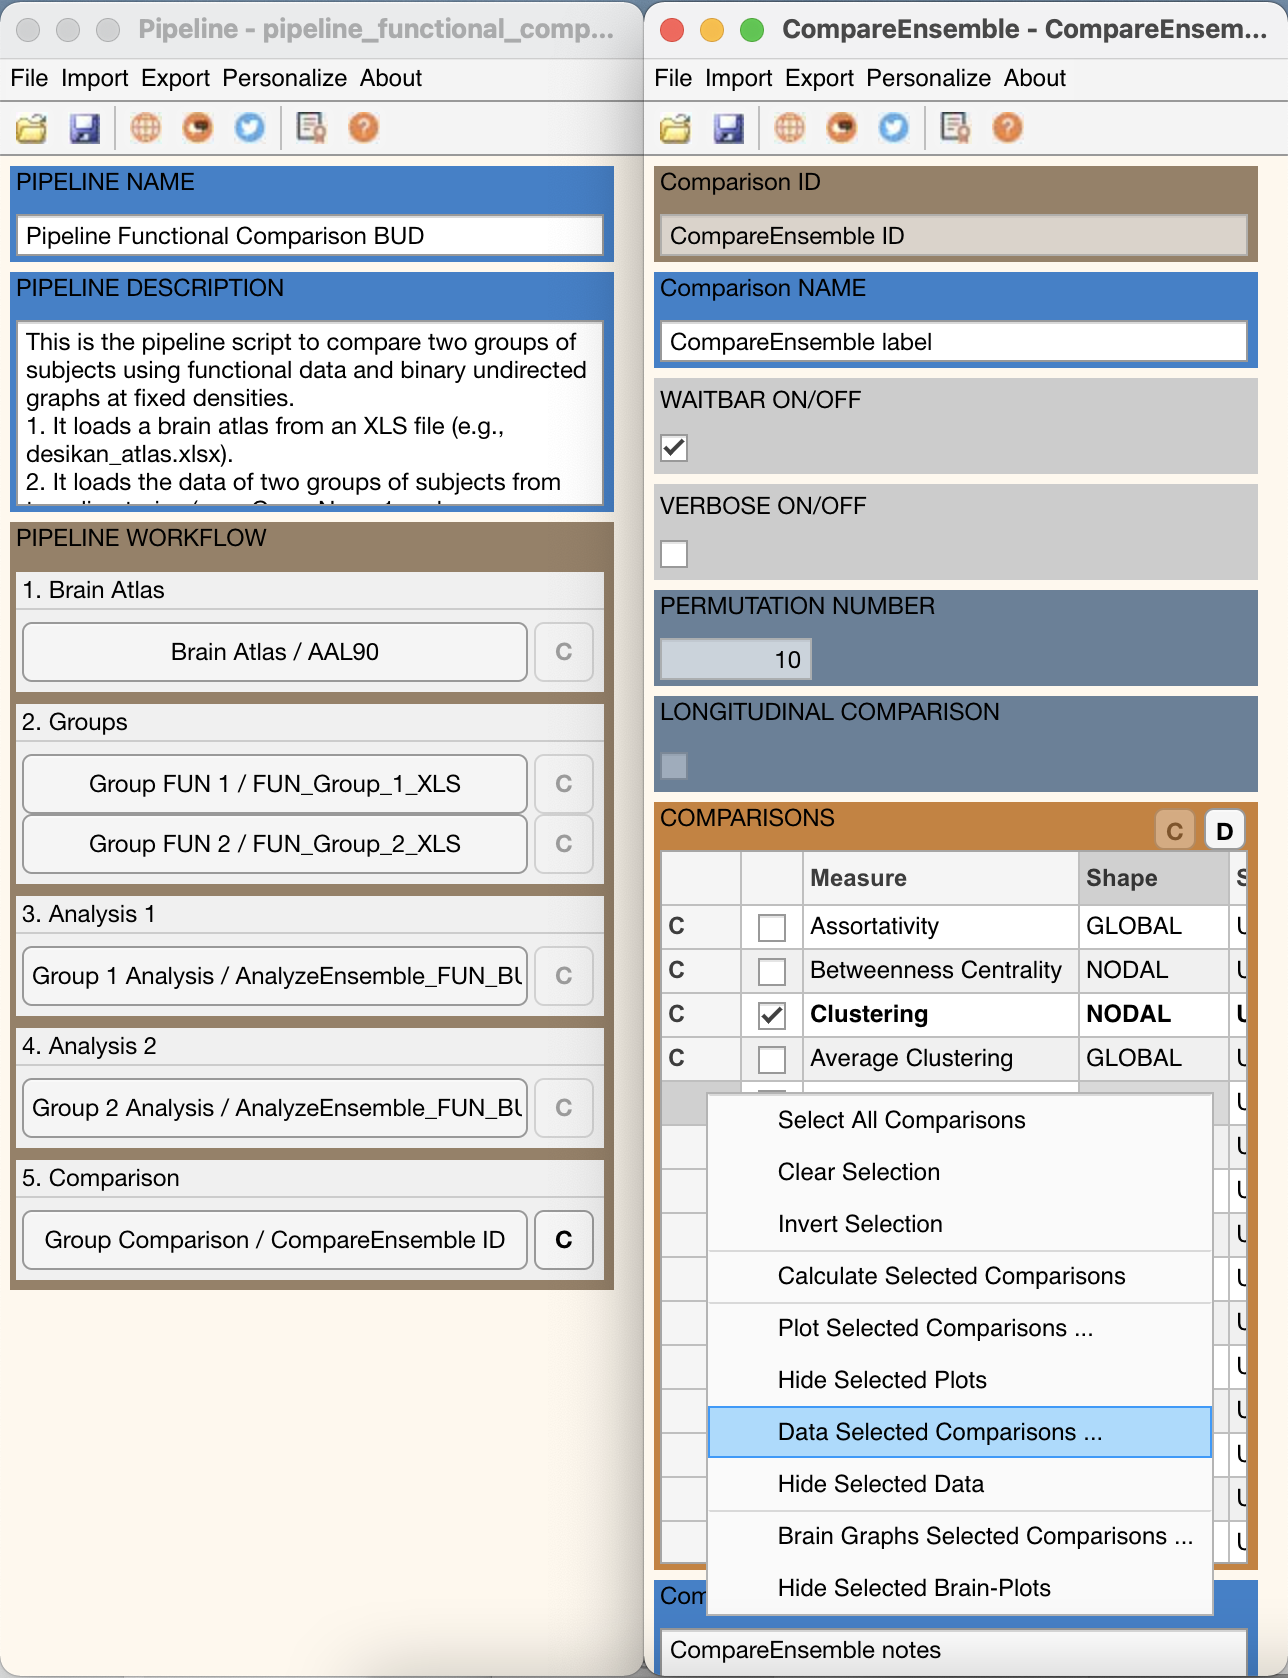 Pipeline - pipeline_functional_comp...
File Import Export Personalize About
PIPELINE NAME
Pipeline Functional Comparison BUD
PIPELINE DESCRIPTION
This is the pipeline script to compare two groups of
subjects using functional data and binary undirected
graphs at fixed densities.
1. It loads a brain atlas from an XLS file (e.g.,
desikan_atlas.xlsx).
2. It loads the data of two groups of subjects from
PIPELINE WORKFLOW
1. Brain Atlas
Brain Atlas / AAL90 C
2. Groups
Group FUN 1 / FUN_Group_1_XLS C
Group FUN 2 / FUN_Group_2_XLS C
3. Analysis 1
Group 1 Analysis / AnalyzeEnsemble_FUN_BU C
4. Analysis 2
Group 2 Analysis / AnalyzeEnsemble_FUN_BU C
5. Comparison
Group Comparison / CompareEnsemble ID C
CompareEnsemble - CompareEnsem...
File Import Export Personalize About
Comparison ID
CompareEnsemble ID
Comparison NAME
CompareEnsemble label
WAITBAR ON/OFF
VERBOSE ON/OFF
PERMUTATION NUMBER
10
LONGITUDINAL COMPARISON
COMPARISONS C D
Measure Shape S
C Assortativity GLOBAL U
C Betweenness Centrality NODAL U
C Clustering NODAL U
C Average Clustering GLOBAL U
Select All Comparisons
Clear Selection
Invert Selection
Calculate Selected Comparisons
Plot Selected Comparisons ...
Hide Selected Plots
Data Selected Comparisons ...
Hide Selected Data
Brain Graphs Selected Comparisons ...
Hide Selected Brain-Plots
Com
CompareEnsemble notes